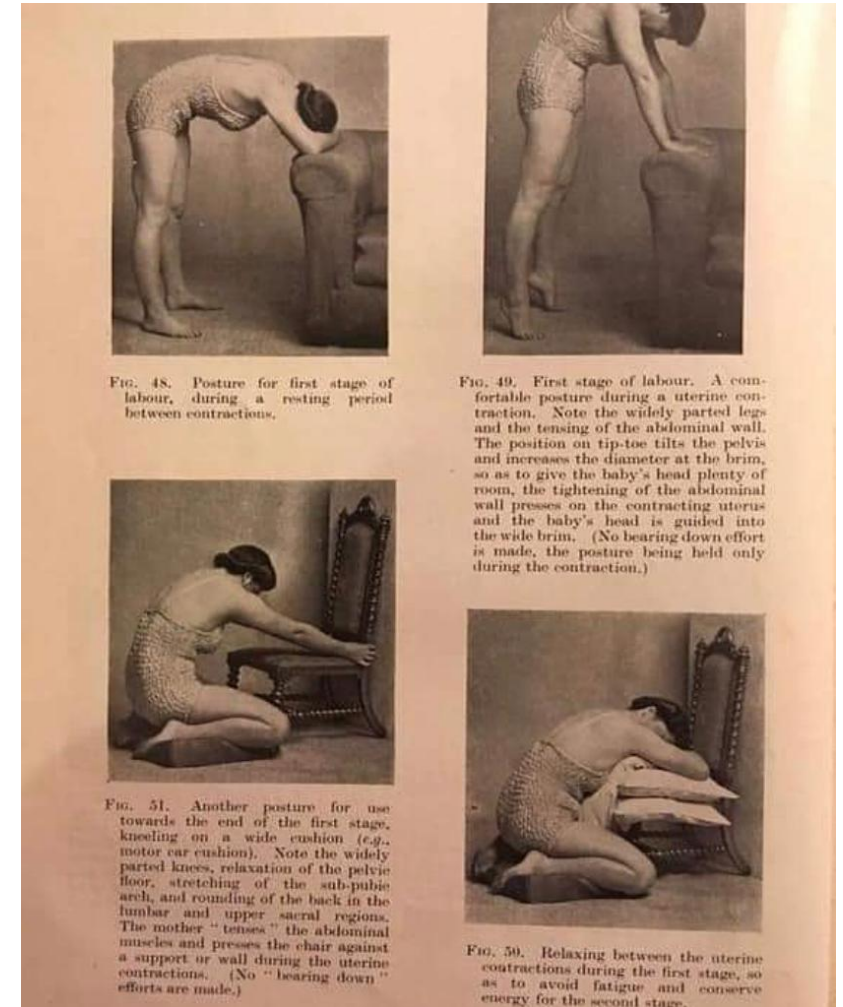 FIG. 48. Posture for first stage of
labour, during a resting period
between contractions.
FIG. 49. First stage of labour. A com-
fortable posture during a uterine con-
traction. Note the widely parted legs
and the tensing of the abdominal wall.
The position on tip-toe tilts the pelvis
and increases the diameter at the brim,
so as to give the baby's head plenty of
room, the tightening of the abdominal
wall presses on the contracting uterus
and the baby's head is guided into
the wide brim. (No bearing down effort
is made, the posture being held only
during the contraction.)
FIG. 51. Another posture for use
towards the end of the first stage,
kneeling on a wide cushion (e.g.,
motor car cushion). Note the widely
parted knees, relaxation of the pelvic
floor, stretching of the sub-pubic
arch, and rounding of the back in the
lumbar and upper sacral regions.
The mother "tenses" the abdominal
muscles and presses the chair against
a support or wall during the uterine
contractions. (No "bearing down"
efforts are made.)
FIG. 50. Relaxing between the uterine
contractions during the first stage, so
as to avoid fatigue and conserve
energy for the second stage.